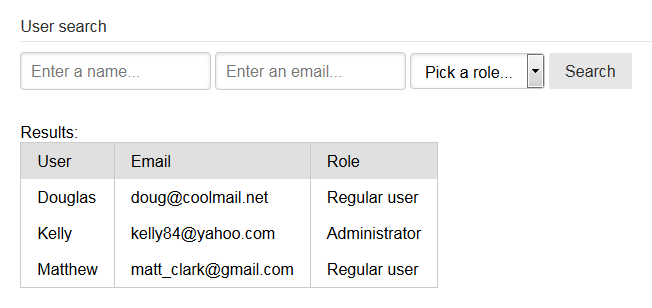 User search
Enter a name... Enter an email... Pick a role... Search
Results:
User Email Role
Douglas doug@coolmail.net Regular user
Kelly kelly84@yahoo.com Administrator
Matthew matt_clark@gmail.com Regular user